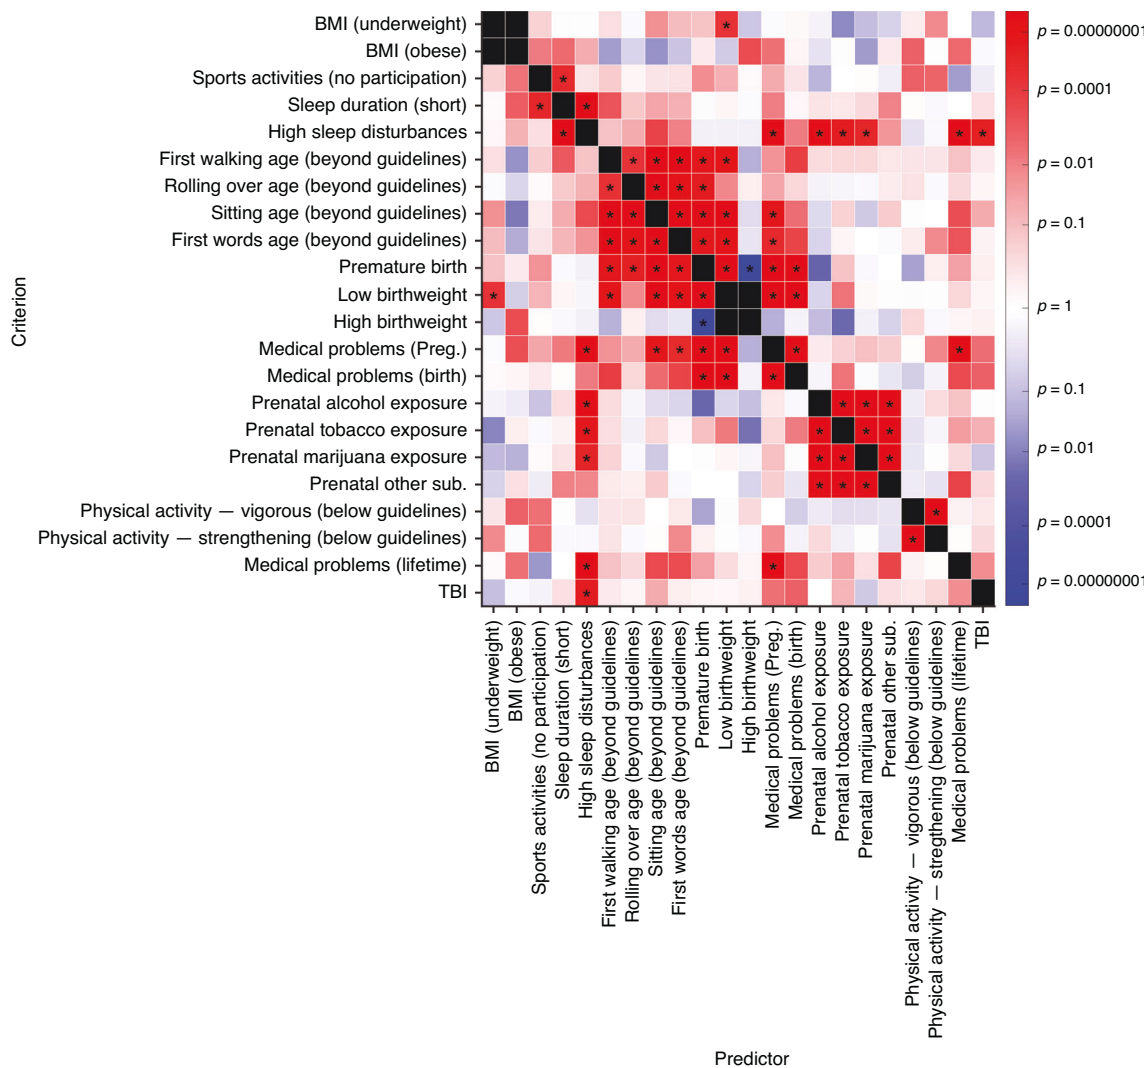 BMI (underweight)
BMI (obese)
Sports activities (no participation)
Sleep duration (short)
High sleep disturbances
First walking age (beyond guidelines)
Rolling over age (beyond guidelines)
Sitting age (beyond guidelines)
First words age (beyond guidelines)
Premature birth
Low birthweight
High birthweight
Medical problems (Preg.)
Medical problems (birth)
Prenatal alcohol exposure
Prenatal tobacco exposure
Prenatal marijuana exposure
Prenatal other sub.
Physical activity — vigorous (below guidelines)
Physical activity — strengthening (below guidelines)
Medical problems (lifetime)
TBI
Criterion
p = 0.00000001
p = 0.0001
p = 0.01
p = 0.1
p = 1
p = 0.1
p = 0.01
p = 0.0001
p = 0.00000001
BMI (underweight)
BMI (obese)
Sports activities (no participation)
Sleep duration (short)
High sleep disturbances
First walking age (beyond guidelines)
Rolling over age (beyond guidelines)
Sitting age (beyond guidelines)
First words age (beyond guidelines)
Premature birth
Low birthweight
High birthweight
Medical problems (Preg.)
Medical problems (birth)
Prenatal alcohol exposure
Prenatal tobacco exposure
Prenatal marijuana exposure
Prenatal other sub.
Physical activity — vigorous (below guidelines)
Physical activity — stregthening (below guidelines)
Medical problems (lifetime)
TBI
Predictor